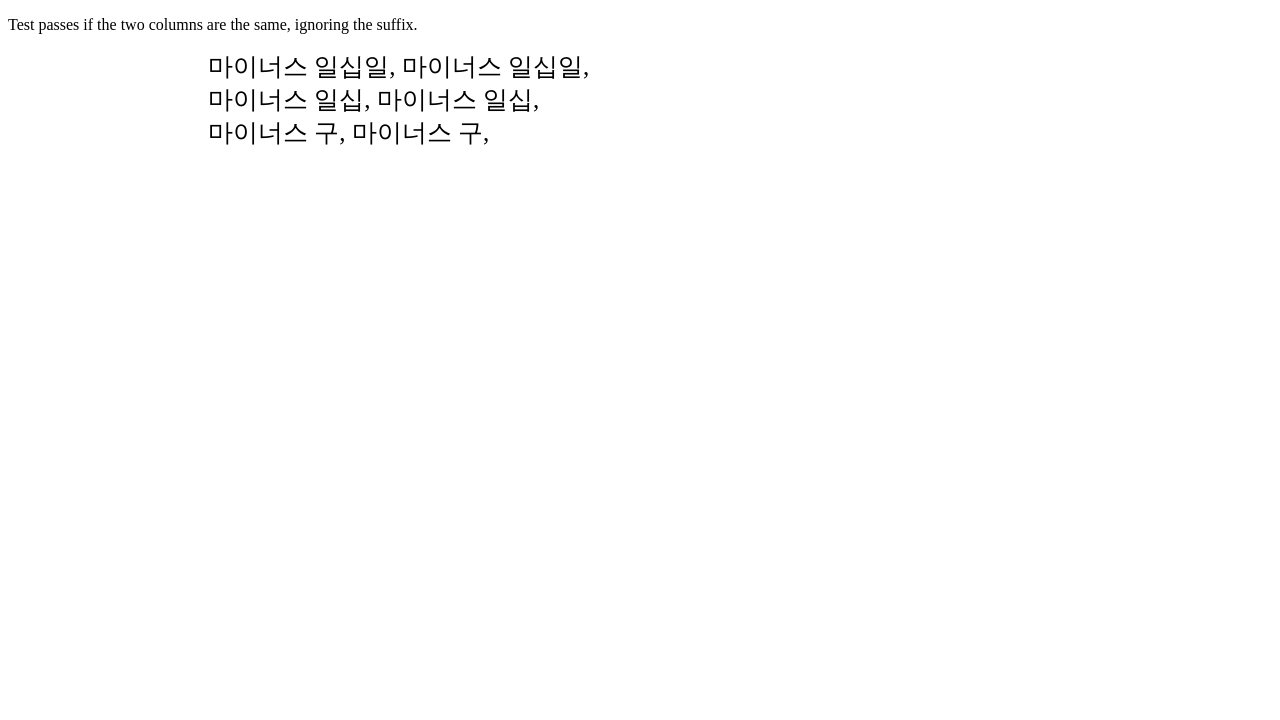 Test passes if the two columns are the same, ignoring the suffix.
마이너스 일십일, 마이너스 일십일,
마이너스 일십, 마이너스 일십,
마이너스 구, 마이너스 구,